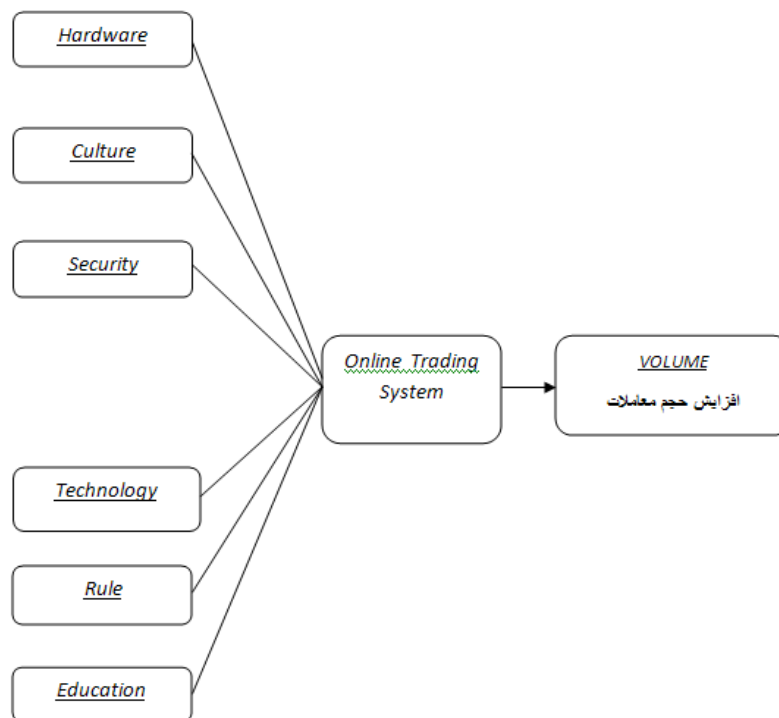 Hardware
Culture
Security
Online Trading
System
VOLUME
افزایش حجم معاملات
Technology
Rule
Education